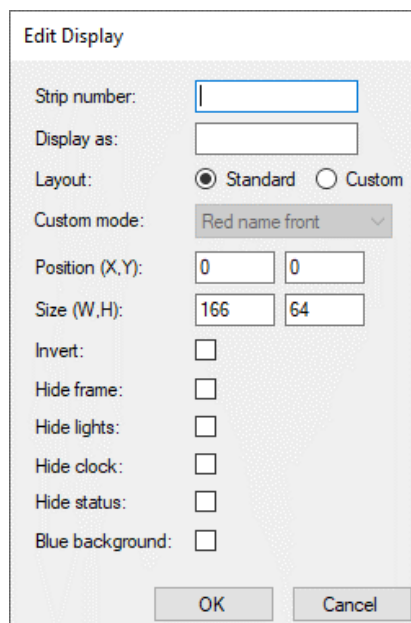 Edit Display
Strip number:
Display as:
Layout: Standard Custom
Custom mode: Red name front
Position (X,Y): 0 0
Size (W,H): 166 64
Invert:
Hide frame:
Hide lights:
Hide clock:
Hide status:
Blue background:
OK Cancel